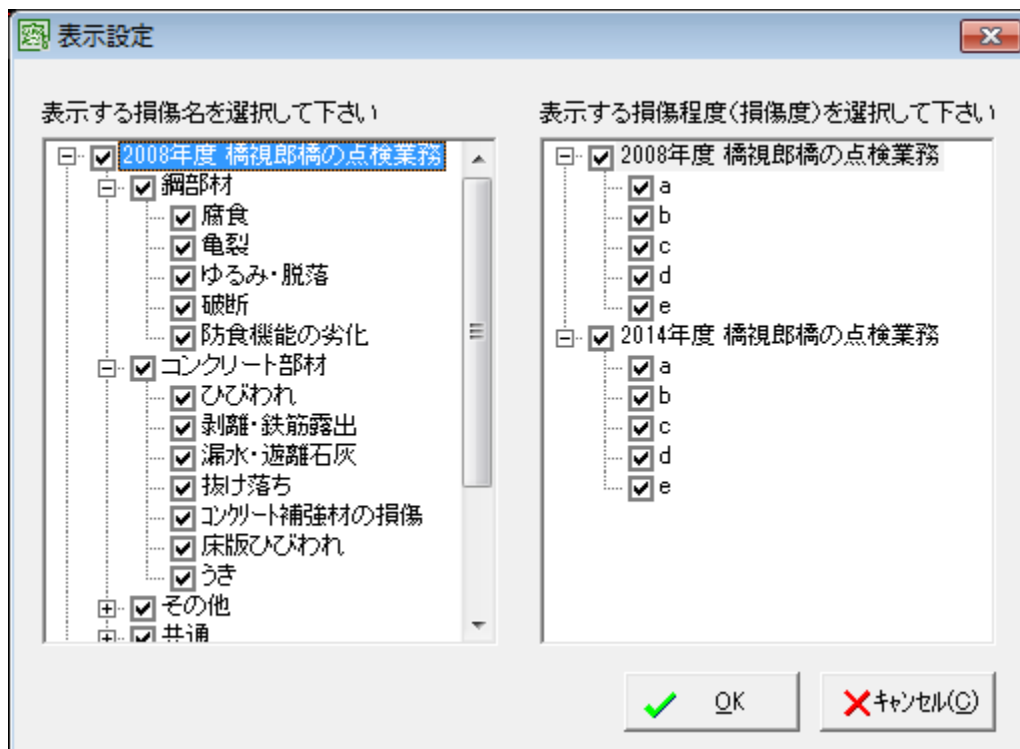 表示設定
表示する損傷名を選択して下さい
2008年度 橋視郎橋の点検業務
鋼部材
腐食
亀裂
ゆるみ・脱落
破断
防食機能の劣化
コンクリート部材
ひびわれ
剥離・鉄筋露出
漏水・遊離石灰
抜け落ち
ｺﾝｸﾘｰﾄ補強材の損傷
床版ひびわれ
うき
その他
共通
表示する損傷程度(損傷度)を選択して下さい
2008年度 橋視郎橋の点検業務
a
b
c
d
e
2014年度 橋視郎橋の点検業務
a
b
c
d
e
OK
ｷｬﾝｾﾙ(C)